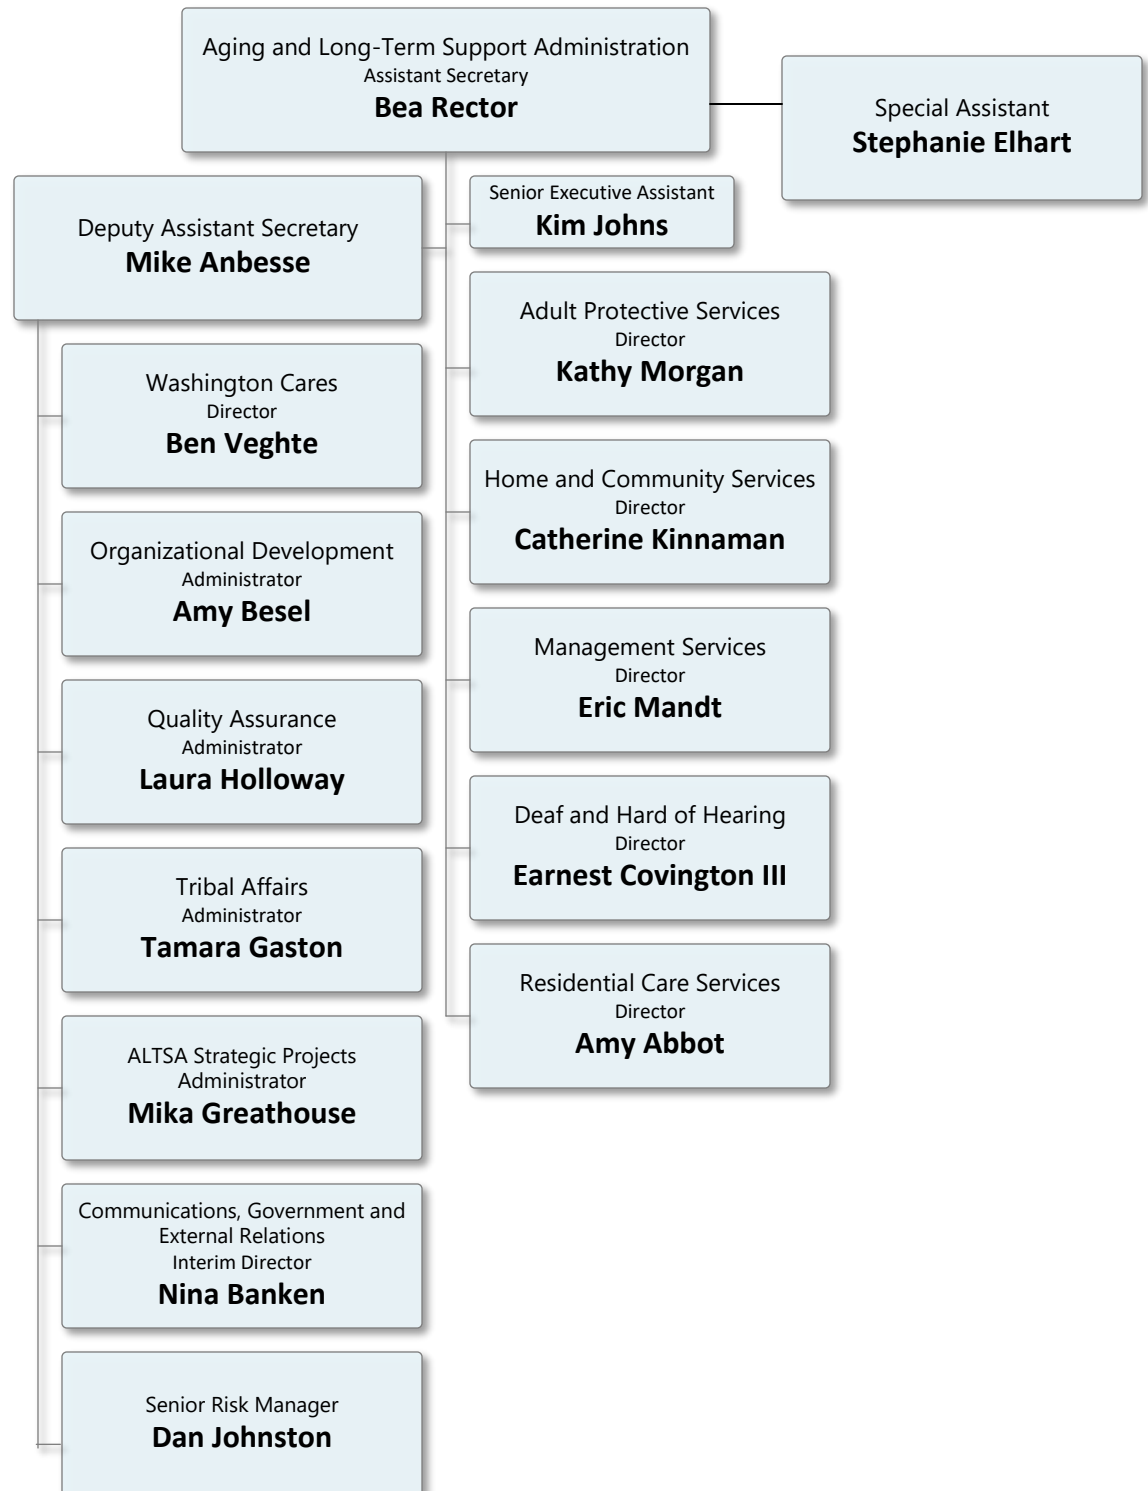 Aging and Long-Term Support Administration
Assistant Secretary
Bea Rector
Special Assistant
Stephanie Elhart
Deputy Assistant Secretary
Mike Anbesse
Senior Executive Assistant
Kim Johns
Washington Cares
Director
Ben Veghte
Organizational Development
Administrator
Amy Besel
Quality Assurance
Administrator
Laura Holloway
Tribal Affairs
Administrator
Tamara Gaston
ALTSA Strategic Projects
Administrator
Mika Greathouse
Communications, Government and
External Relations
Interim Director
Nina Banken
Senior Risk Manager
Dan Johnston
Adult Protective Services
Director
Kathy Morgan
Home and Community Services
Director
Catherine Kinnaman
Management Services
Director
Eric Mandt
Deaf and Hard of Hearing
Director
Earnest Covington III
Residential Care Services
Director
Amy Abbot